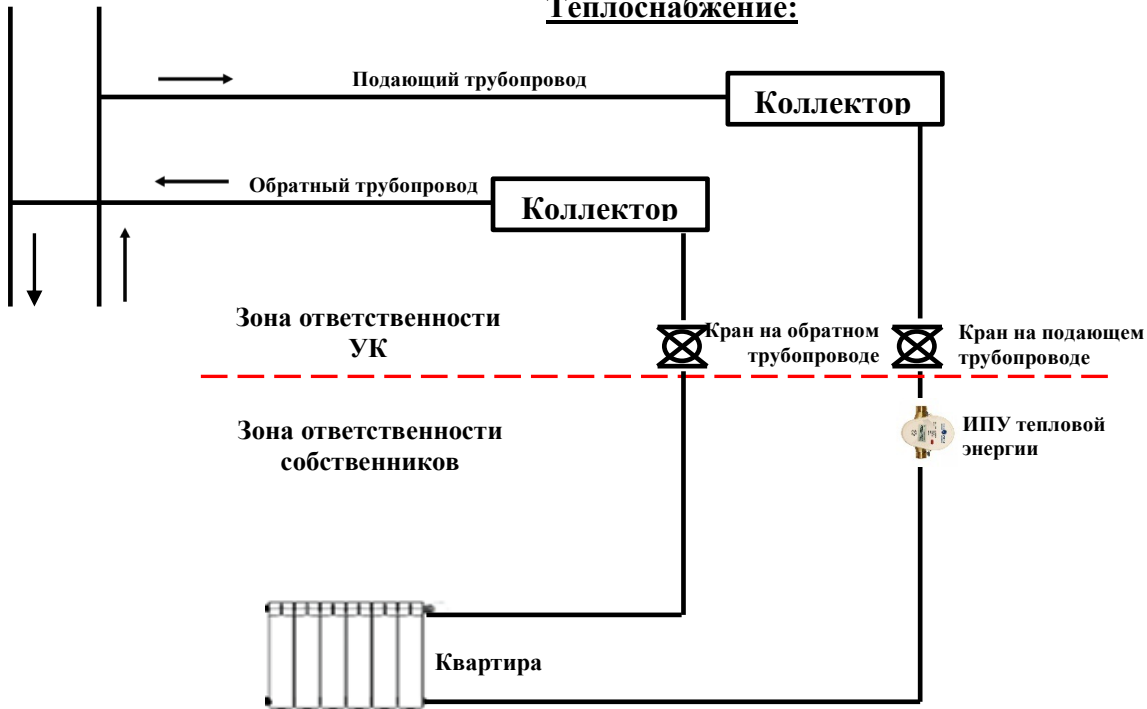 Теплоснабжение:
Подающий трубопровод
Коллектор
Обратный трубопровод
Коллектор
Зона ответственности
УК
Кран на обратном
трубопроводе
Кран на подающем
трубопроводе
Зона ответственности
собственников
ИПУ тепловой
энергии
Квартира